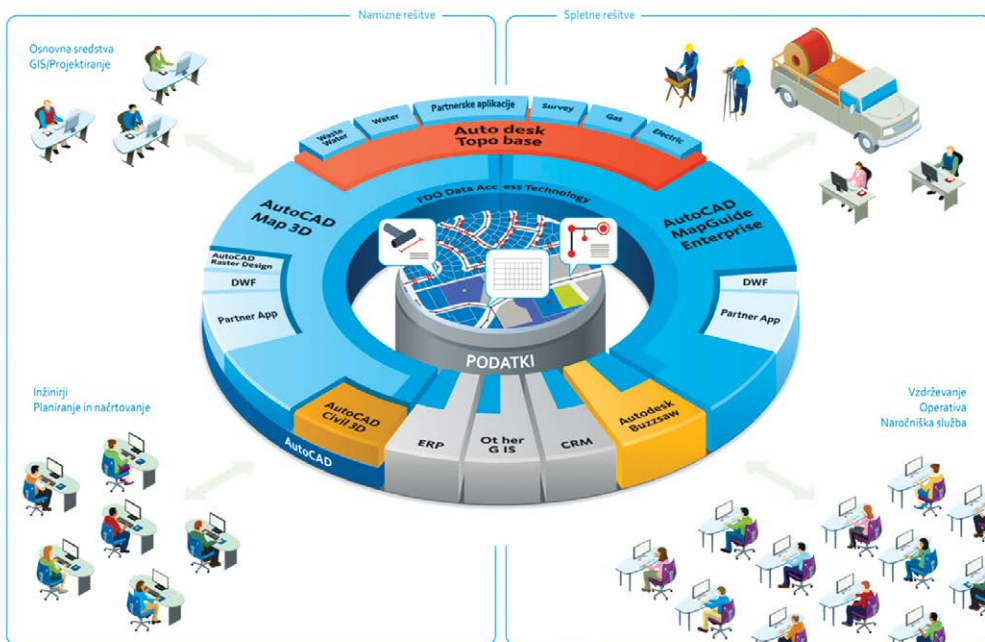 Namizne rešitve
Spletne rešitve
Osnovna sredstva
GIS/Projektiranje
Waste
Water
Water
Partnerske aplikacije
Survey
Gas
Electric
Auto desk
Topo base
FDO Data Access Technology
AutoCAD
Map 3D
AutoCAD
MapGuide
Enterprise
AutoCAD
Raster Design
DWF
Partner App
DWF
Partner App
PODATKI
Inžinirji
Planiranje in načrtovanje
AutoCAD
Civil 3D
AutoCAD
ERP
Ot her
G IS
CRM
Autodesk
Buzzsaw
Vzdrževanje
Operativa
Naročniška služba